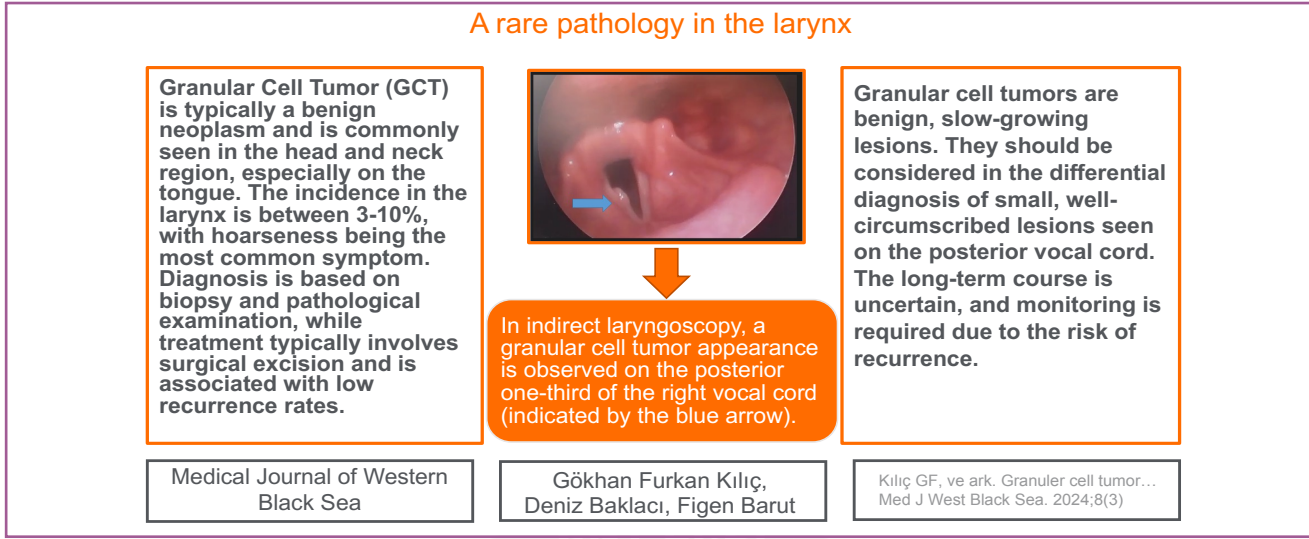 A rare pathology in the larynx
Granular Cell Tumor (GCT)
is typically a benign
neoplasm and is commonly
seen in the head and neck
region, especially on the
tongue. The incidence in the
larynx is between 3-10%,
with hoarseness being the
most common symptom.
Diagnosis is based on
biopsy and pathological
examination, while
treatment typically involves
surgical excision and is
associated with low
recurrence rates.
In indirect laryngoscopy, a
granular cell tumor appearance
is observed on the posterior
one-third of the right vocal cord
(indicated by the blue arrow).
Granular cell tumors are
benign, slow-growing
lesions. They should be
considered in the differential
diagnosis of small, well-
circumscribed lesions seen
on the posterior vocal cord.
The long-term course is
uncertain, and monitoring is
required due to the risk of
recurrence.
Medical Journal of Western
Black Sea
Gökhan Furkan Kılıç,
Deniz Baklacı, Figen Barut
Kılıç GF, ve ark. Granuler cell tumor…
Med J West Black Sea. 2024;8(3)